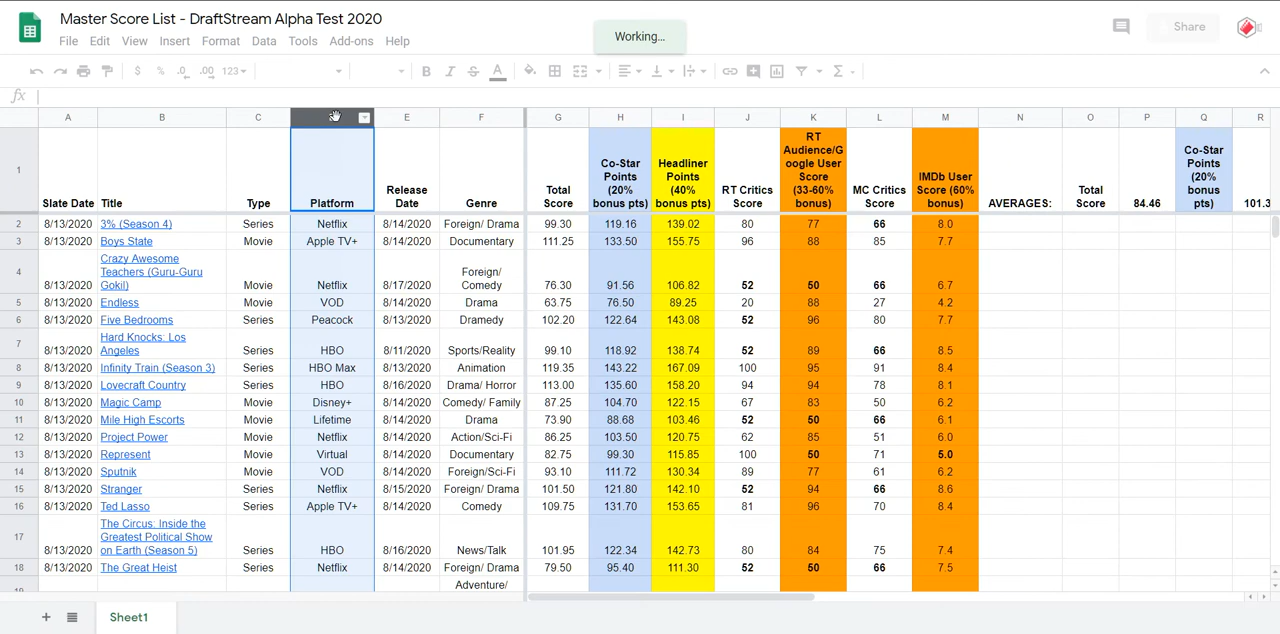 Master Score List - DraftStream Alpha Test 2020
File Edit View Insert Format Data Tools Add-ons Help
Working...
Share
$ % .0 .00 123 B I S A Σ
fx
A B C D E F G H I J K L M N O P Q R
1 Slate Date Title Type Platform Release Date Genre Total Score Co-Star Points (20% bonus pts) Headliner Points (40% bonus pts) RT Critics Score RT Audience/Google User Score (33-60% bonus) MC Critics Score IMDb User Score (60% bonus) AVERAGES: Total Score 84.46 Co-Star Points (20% bonus pts) 101.3
2 8/13/2020 3% (Season 4) Series Netflix 8/14/2020 Foreign/ Drama 99.30 119.16 139.02 80 77 66 8.0
3 8/13/2020 Boys State Movie Apple TV+ 8/14/2020 Documentary 111.25 133.50 155.75 96 88 85 7.7
4 8/13/2020 Crazy Awesome Teachers (Guru-Guru Gokil) Movie Netflix 8/17/2020 Foreign/ Comedy 76.30 91.56 106.82 52 50 66 6.7
5 8/13/2020 Endless Movie VOD 8/14/2020 Drama 63.75 76.50 89.25 20 88 27 4.2
6 8/13/2020 Five Bedrooms Series Peacock 8/13/2020 Dramedy 102.20 122.64 143.08 52 96 80 7.7
7 8/13/2020 Hard Knocks: Los Angeles Series HBO 8/11/2020 Sports/Reality 99.10 118.92 138.74 52 89 66 8.5
8 8/13/2020 Infinity Train (Season 3) Series HBO Max 8/13/2020 Animation 119.35 143.22 167.09 100 95 91 8.4
9 8/13/2020 Lovecraft Country Series HBO 8/16/2020 Drama/ Horror 113.00 135.60 158.20 94 94 78 8.1
10 8/13/2020 Magic Camp Movie Disney+ 8/14/2020 Comedy/ Family 87.25 104.70 122.15 67 83 50 6.2
11 8/13/2020 Mile High Escorts Movie Lifetime 8/14/2020 Drama 73.90 88.68 103.46 52 50 66 6.1
12 8/13/2020 Project Power Movie Netflix 8/14/2020 Action/Sci-Fi 86.25 103.50 120.75 62 85 51 6.0
13 8/13/2020 Represent Movie Virtual 8/14/2020 Documentary 82.75 99.30 115.85 100 50 71 5.0
14 8/13/2020 Sputnik Movie VOD 8/14/2020 Foreign/Sci-Fi 93.10 111.72 130.34 89 77 61 6.2
15 8/13/2020 Stranger Series Netflix 8/15/2020 Foreign/ Drama 101.50 121.80 142.10 52 94 66 8.6
16 8/13/2020 Ted Lasso Series Apple TV+ 8/14/2020 Comedy 109.75 131.70 153.65 81 96 70 8.4
17 8/13/2020 The Circus: Inside the Greatest Political Show on Earth (Season 5) Series HBO 8/16/2020 News/Talk 101.95 122.34 142.73 80 84 75 7.4
18 8/13/2020 The Great Heist Series Netflix 8/14/2020 Foreign/ Drama 79.50 95.40 111.30 52 50 66 7.5
Adventure/
+ Sheet1